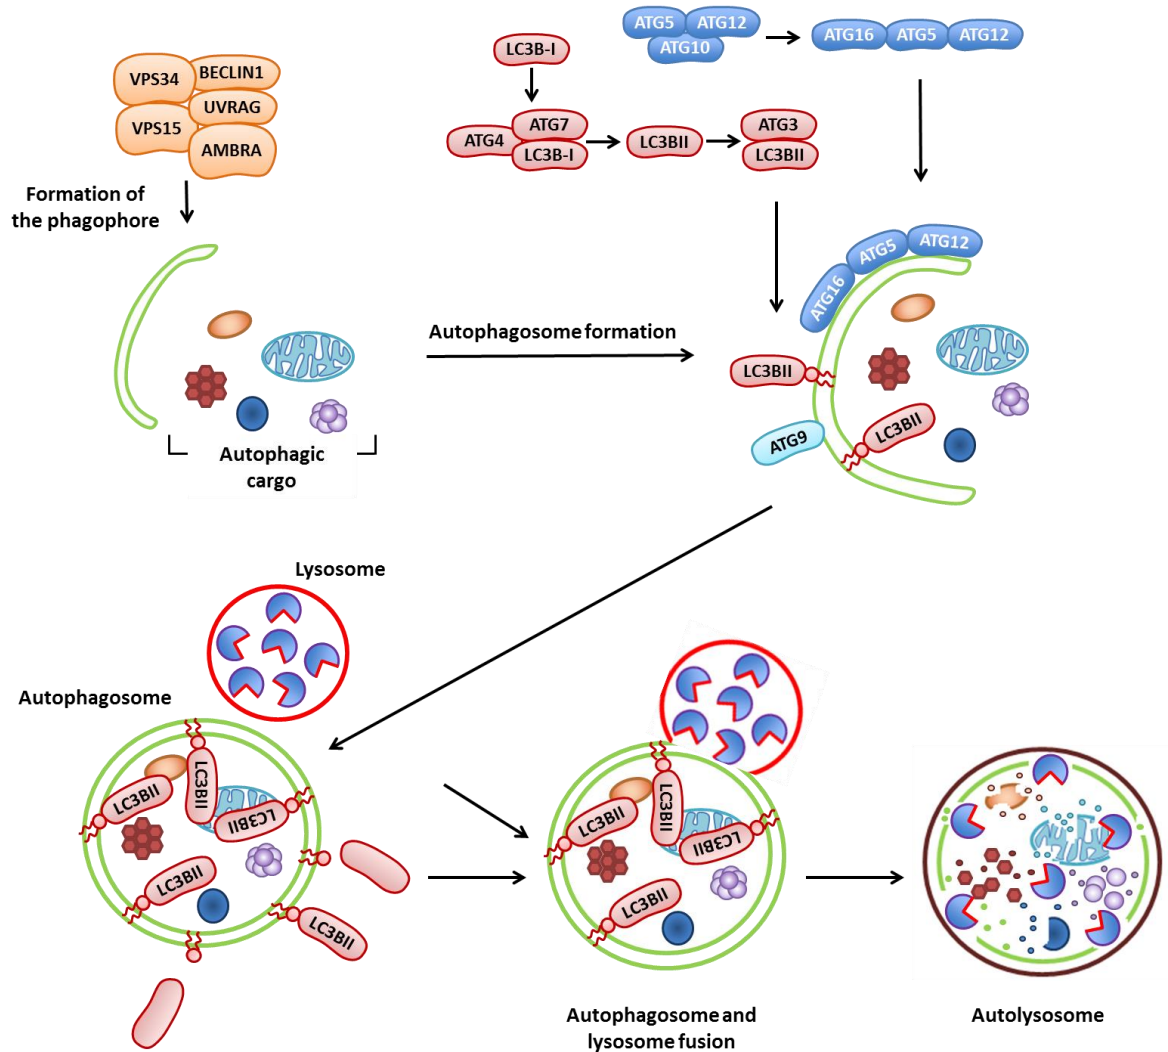 ATG5
ATG12
ATG10
ATG16
ATG5
ATG12
LC3B-I
VPS34
BECLIN1
UVRAG
VPS15
AMBRA
ATG7
ATG4
LC3B-I
LC3BII
ATG3
LC3BII
Formation of
the phagophore
ATG16
ATG5
ATG12
Autophagosome formation
LC3BII
ATG9
LC3BII
Autophagic
cargo
Lysosome
Autophagosome
LC3BII
LC3BII
LC3BII
LC3BII
LC3BII
LC3BII
LC3BII
LC3BII
LC3BII
Autophagosome and
lysosome fusion
Autolysosome